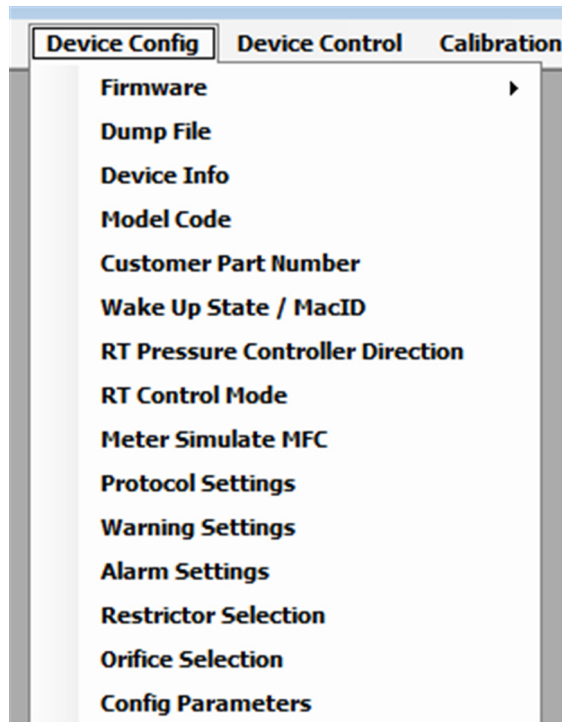 Device Config Device Control Calibration
Firmware
Dump File
Device Info
Model Code
Customer Part Number
Wake Up State / MacID
RT Pressure Controller Direction
RT Control Mode
Meter Simulate MFC
Protocol Settings
Warning Settings
Alarm Settings
Restrictor Selection
Orifice Selection
Config Parameters